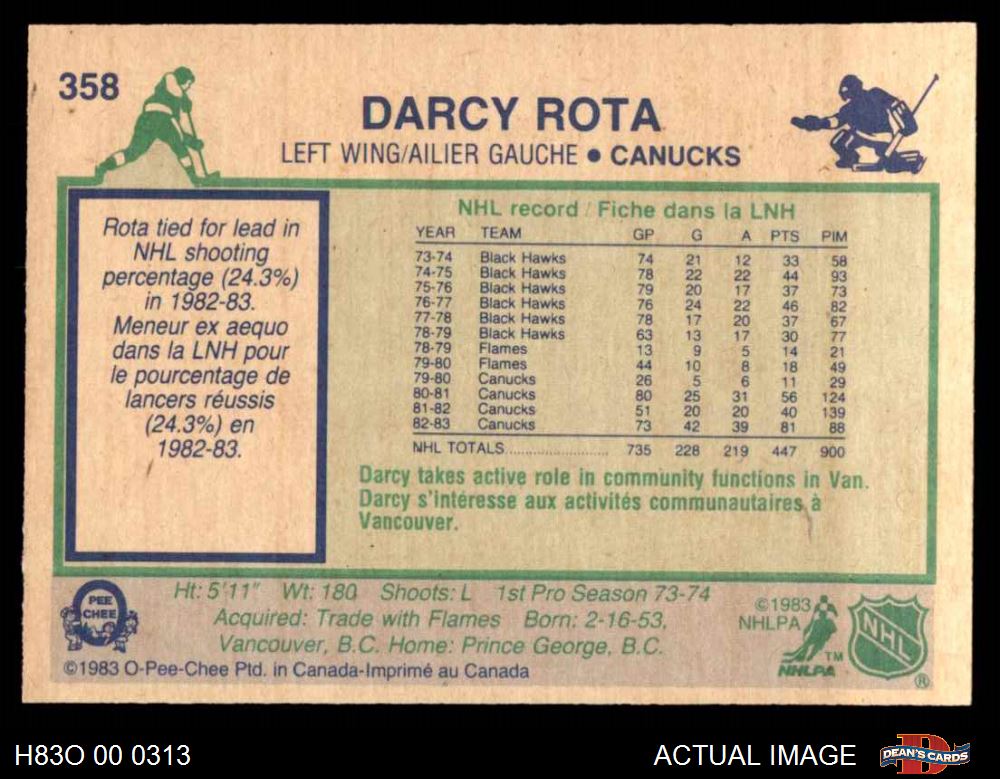 358
DARCY ROTA
LEFT WING/AILIER GAUCHE • CANUCKS
Rota tied for lead in
NHL shooting
percentage (24.3%)
in 1982-83.
Meneur ex aequo
dans la LNH pour
le pourcentage de
lancers réussis
(24.3%) en
1982-83.
NHL record / Fiche dans la LNH
YEAR TEAM GP G A PTS PIM
73-74 Black Hawks 74 21 12 33 58
74-75 Black Hawks 78 22 22 44 93
75-76 Black Hawks 79 20 17 37 73
76-77 Black Hawks 76 24 22 46 82
77-78 Black Hawks 78 17 20 37 67
78-79 Black Hawks 63 13 17 30 77
78-79 Flames 13 9 5 14 21
79-80 Flames 44 10 8 18 49
79-80 Canucks 26 5 6 11 29
80-81 Canucks 80 25 31 56 124
81-82 Canucks 51 20 20 40 139
82-83 Canucks 73 42 39 81 88
NHL TOTALS........................ 735 228 219 447 900
Darcy takes active role in community functions in Van.
Darcy s'intéresse aux activités communautaires à
Vancouver.
PEE
CHEE
Ht: 5'11" Wt: 180 Shoots: L 1st Pro Season 73-74
Acquired: Trade with Flames Born: 2-16-53,
Vancouver, B.C. Home: Prince George, B.C.
©1983 O-Pee-Chee Ptd. in Canada-Imprimé au Canada
©1983
NHLPA
TM
NHLPA
NHL
®
H83O 00 0313
ACTUAL IMAGE
D
DEAN'S CARDS